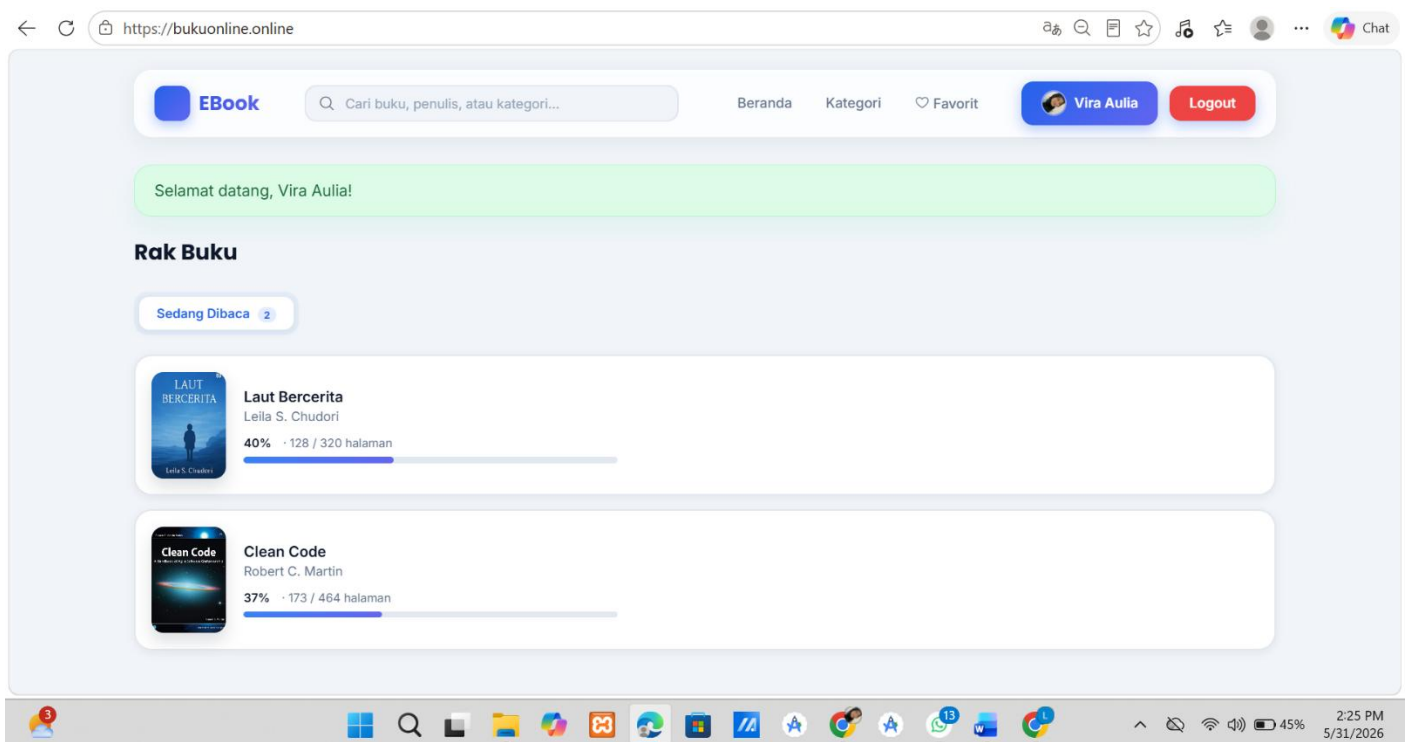 https://bukuonline.online
Chat
EBook
Cari buku, penulis, atau kategori...
Beranda
Kategori
Favorit
Vira Aulia
Logout
Selamat datang, Vira Aulia!
Rak Buku
Sedang Dibaca 2
LAUT
BERCERITA
Leila S. Chudori
Laut Bercerita
Leila S. Chudori
40% · 128 / 320 halaman
Clean Code
Clean Code
Robert C. Martin
37% · 173 / 464 halaman
3
13
L
W
45%
2:25 PM
5/31/2026